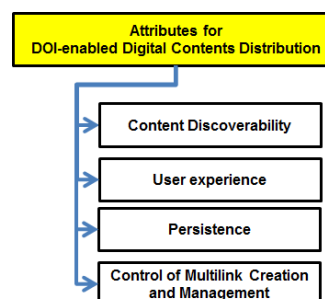 Attributes for
DOI-enabled Digital Contents Distribution
Content Discoverability
User experience
Persistence
Control of Multilink Creation
and Management